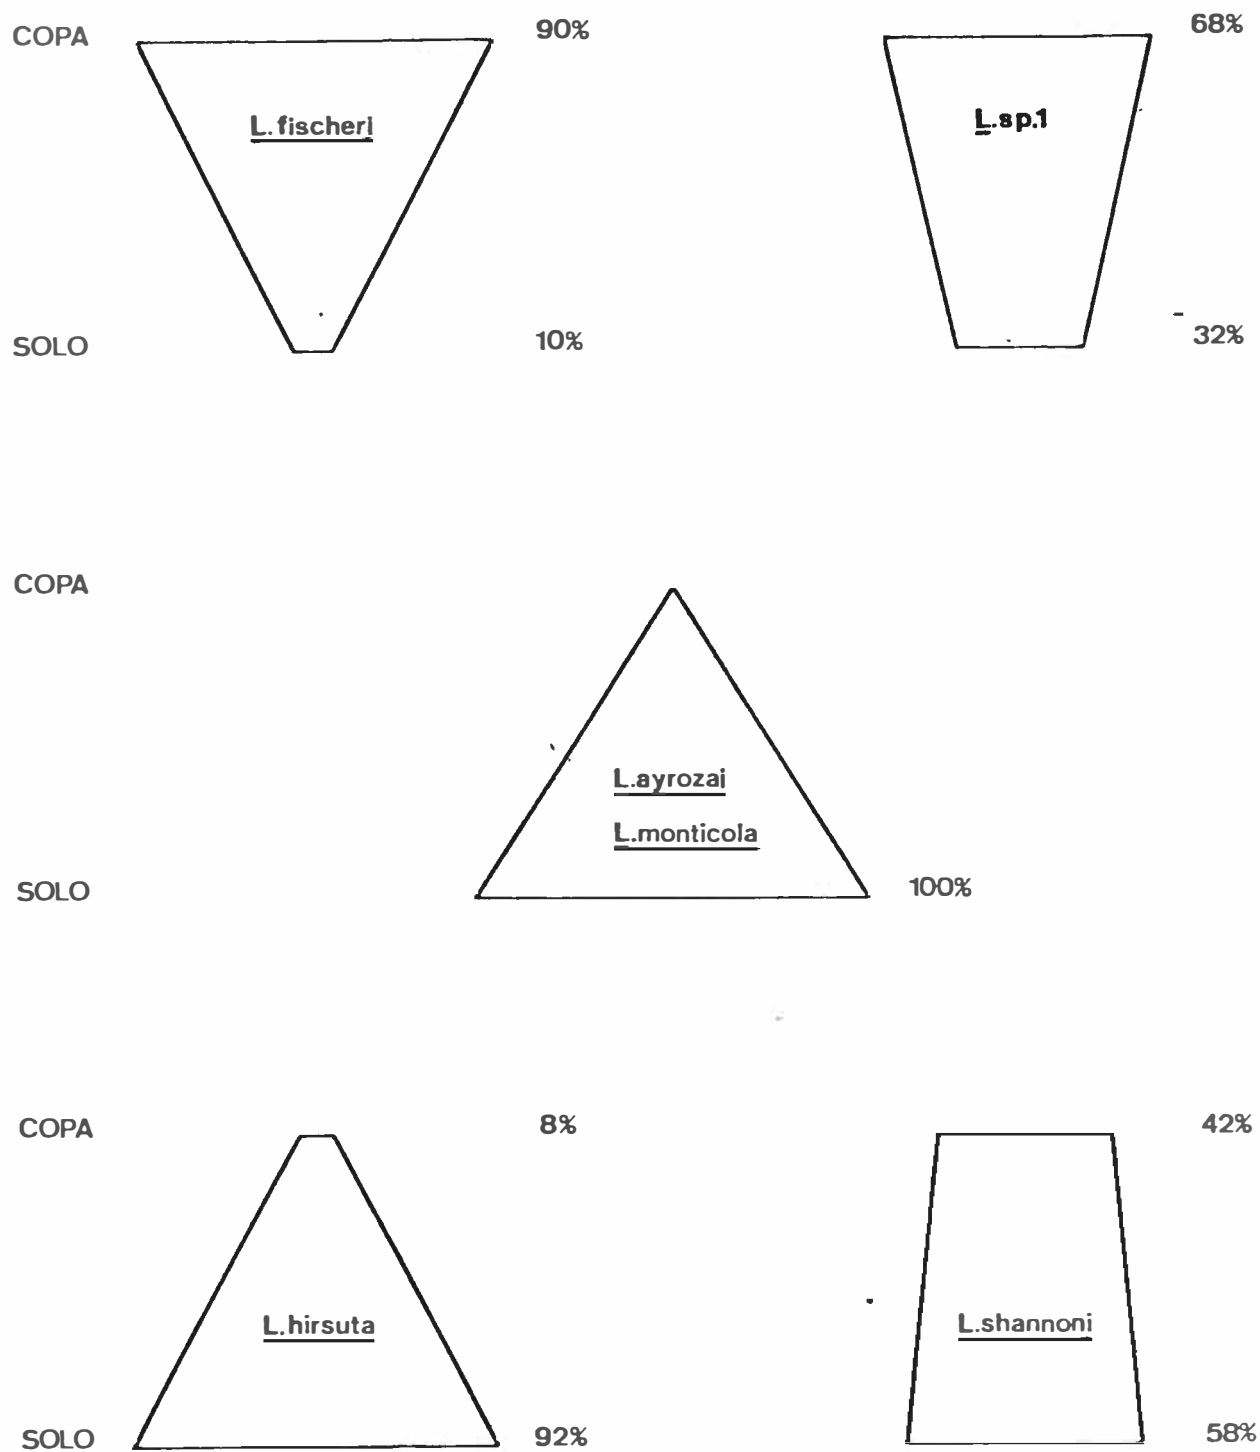 COPA 90% 68%
L.fischeri L.sp.1
SOLO 10% 32%
COPA
L.ayrozai
L.monticola
SOLO 100%
COPA 8% 42%
L.hirsuta L.shannoni
SOLO 92% 58%